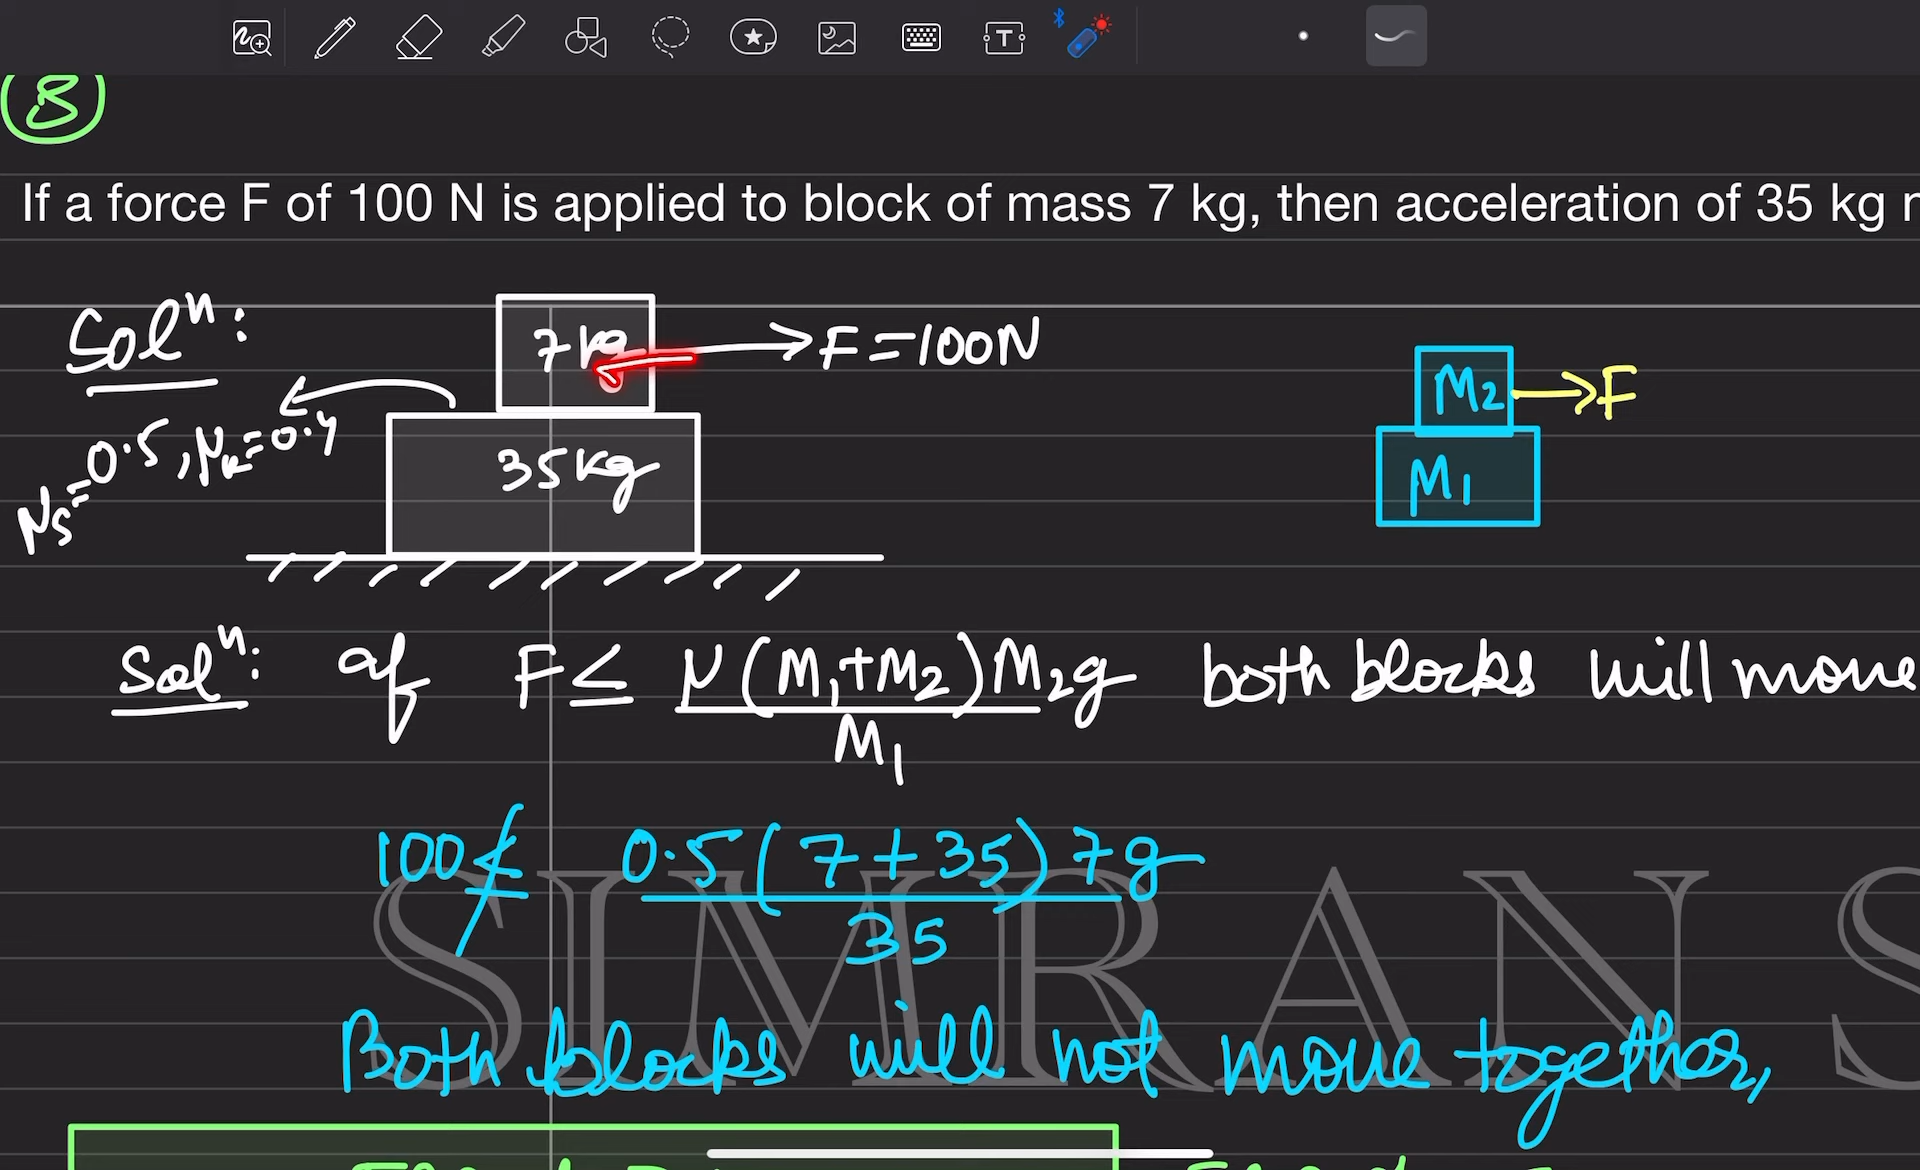 8
If a force F of 100 N is applied to block of mass 7 kg, then acceleration of 35 kg
Solⁿ:
7kg
→F=100N
μs=0.5, μk=0.4
35kg
M2 →F
M1
Solⁿ: If F ≤ μ(M1+M2)M2g both blocks will move
M1
100 ≰ 0.5(7+35)7g
35
SIMRAN S
Both blocks will not move together,